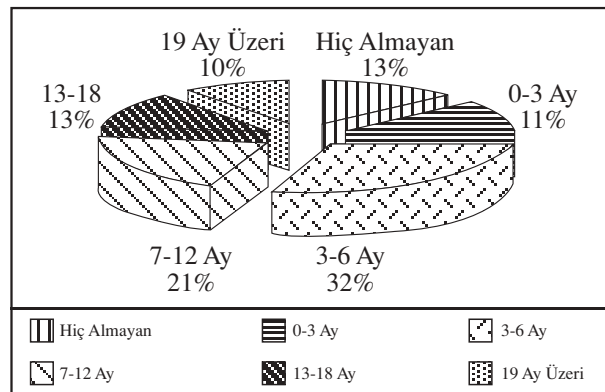 19 Ay Üzeri
10%
Hiç Almayan
13%
13-18
13%
0-3 Ay
11%
7-12 Ay
21%
3-6 Ay
32%
Hiç Almayan
0-3 Ay
3-6 Ay
7-12 Ay
13-18 Ay
19 Ay Üzeri